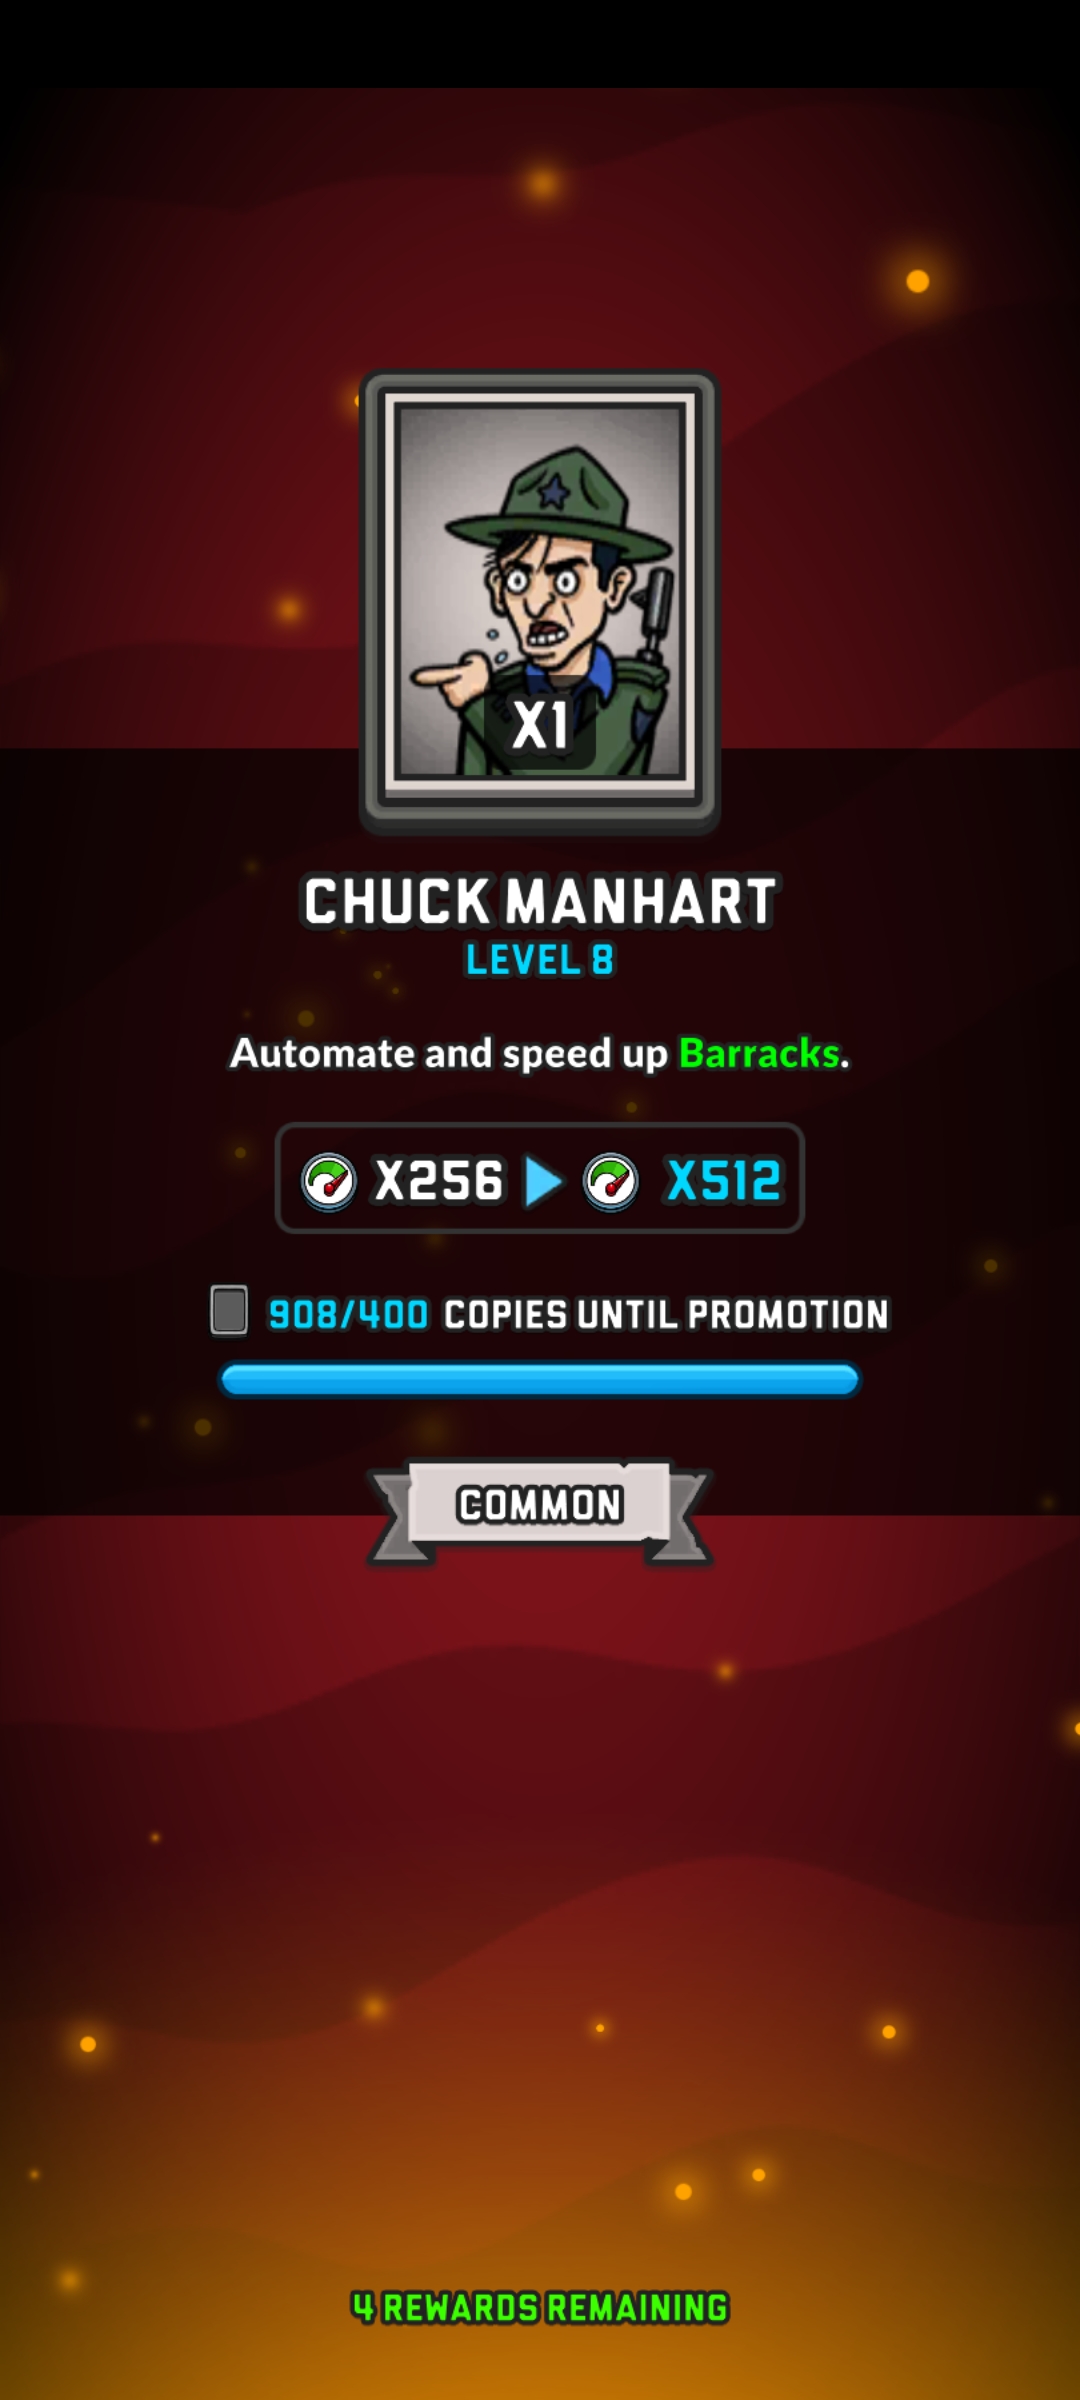 X1
CHUCK MANHART
LEVEL 8
Automate and speed up Barracks.
X256 X512
908/400 COPIES UNTIL PROMOTION
COMMON
4 REWARDS REMAINING